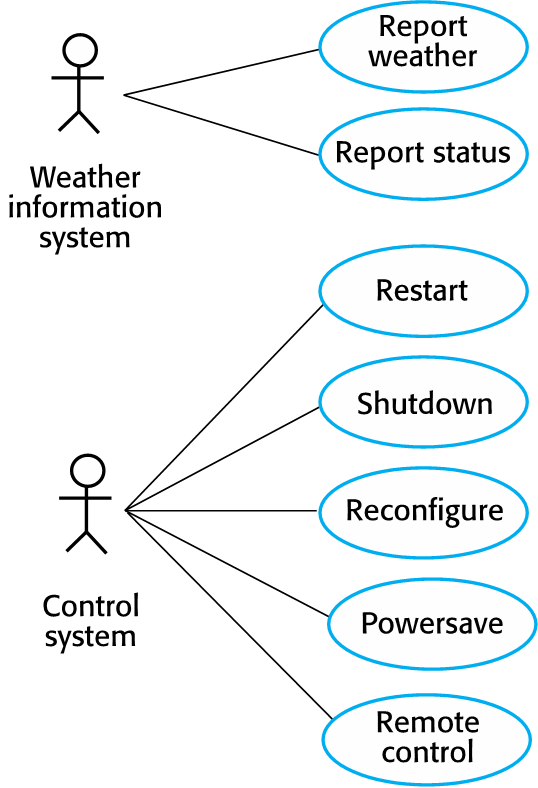 Report
weather
Report status
Weather
information
system
Restart
Shutdown
Reconfigure
Control
system
Powersave
Remote
control